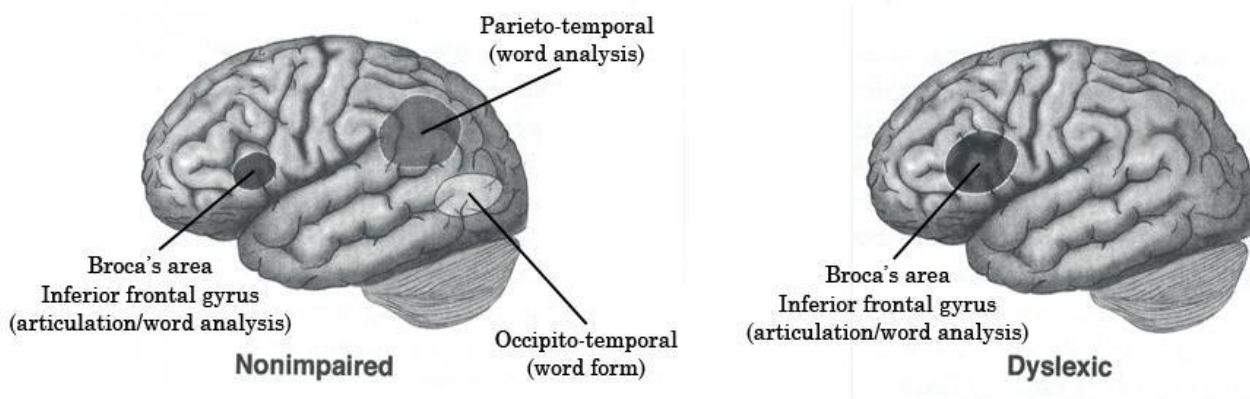 Parieto-temporal
(word analysis)
Broca's area
Inferior frontal gyrus
(articulation/word analysis)
Occipito-temporal
(word form)
Nonimpaired
Broca's area
Inferior frontal gyrus
(articulation/word analysis)
Dyslexic